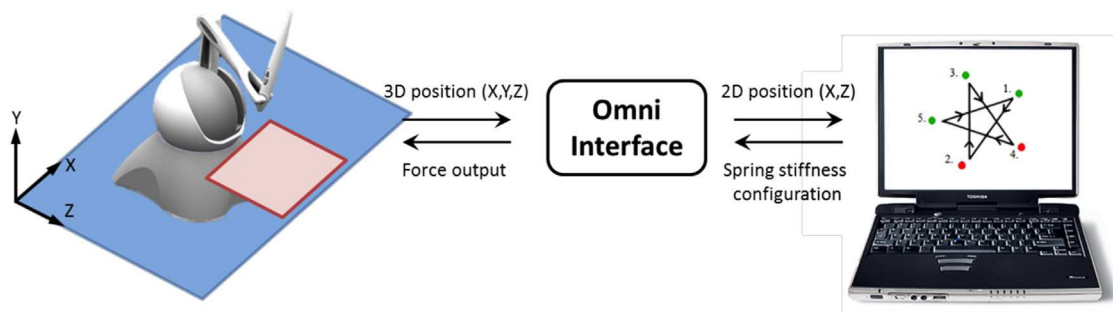 Y
X
Z
3D position (X,Y,Z)
Force output
Omni
Interface
2D position (X,Z)
Spring stiffness
configuration
3.
1.
5.
4.
2.
TOSHIBA